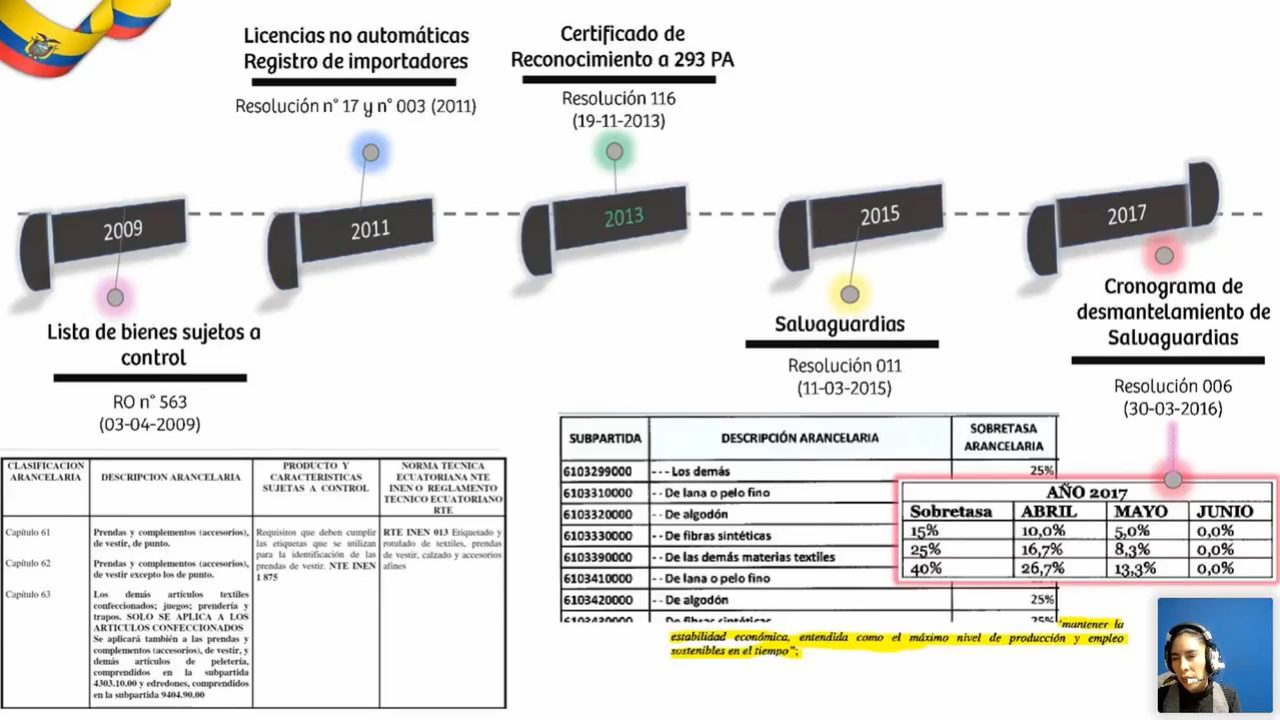 Licencias no automáticas
Registro de importadores
Resolución n° 17 y n° 003 (2011)
Certificado de
Reconocimiento a 293 PA
Resolución 116
(19-11-2013)
2009
2011
2013
2015
2017
Lista de bienes sujetos a
control
RO n° 563
(03-04-2009)
Salvaguardias
Resolución 011
(11-03-2015)
Cronograma de
desmantelamiento de
Salvaguardias
Resolución 006
(30-03-2016)
CLASIFICACION
ARANCELARIA
DESCRIPCION ARANCELARIA
PRODUCTO Y
CARACTERISTICAS
SUJETAS A CONTROL
NORMA TECNICA
ECUATORIANA NTE
INEN O REGLAMENTO
TECNICO ECUATORIANO
RTE
Capítulo 61
Prendas y complementos (accesorios),
de vestir, de punto.
Capítulo 62
Prendas y complementos (accesorios),
de vestir excepto los de punto.
Capítulo 63
Los demás artículos textiles
confeccionados; juegos; prendería y
trapos. SOLO SE APLICA A LOS
ARTICULOS CONFECCIONADOS
Se aplicará también a las prendas y
complementos (accesorios), de vestir, y
demás artículos de peletería,
comprendidos en la subpartida
4303.10.00 y edredones, comprendidos
en la subpartida 9404.90.00
Requisitos que deben cumplir
las etiquetas que se utilizan
para la identificación de las
prendas de vestir. NTE INEN
1 875
RTE INEN 013 Etiquetado y
rotulado de textiles, prendas
de vestir, calzado y accesorios
afines
SUBPARTIDA DESCRIPCIÓN ARANCELARIA SOBRETASA
ARANCELARIA
6103299000 - - - Los demás 25%
6103310000 - - De lana o pelo fino
6103320000 - - De algodón
6103330000 - - De fibras sintéticas
6103390000 - - De las demás materias textiles
6103410000 - - De lana o pelo fino
6103420000 - - De algodón 25%
6103430000 - - De fibras sintéticas 25%
AÑO 2017
Sobretasa ABRIL MAYO JUNIO
15% 10,0% 5,0% 0,0%
25% 16,7% 8,3% 0,0%
40% 26,7% 13,3% 0,0%
"mantener la
estabilidad económica, entendida como el máximo nivel de producción y empleo
sostenibles en el tiempo";